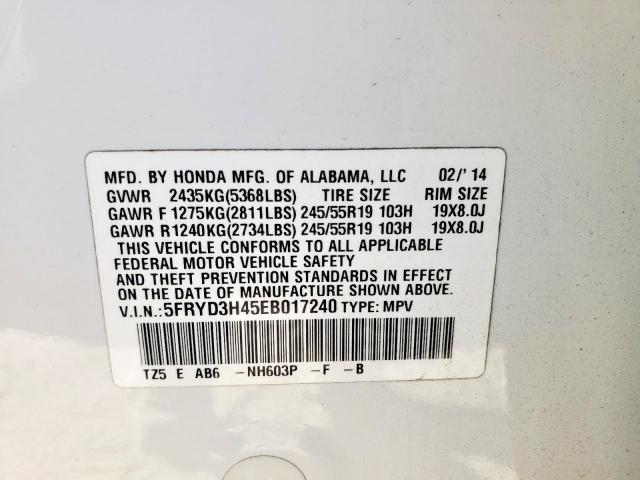 MFD. BY HONDA MFG. OF ALABAMA, LLC 02/'14
GVWR 2435KG(5368LBS) TIRE SIZE RIM SIZE
GAWR F 1275KG(2811LBS) 245/55R19 103H 19X8.0J
GAWR R1240KG(2734LBS) 245/55R19 103H 19X8.0J
THIS VEHICLE CONFORMS TO ALL APPLICABLE
FEDERAL MOTOR VEHICLE SAFETY
AND THEFT PREVENTION STANDARDS IN EFFECT
ON THE DATE OF MANUFACTURE SHOWN ABOVE.
V.I.N.:5FRYD3H45EB017240 TYPE: MPV
TZ5 E AB6 -NH603P -F -B